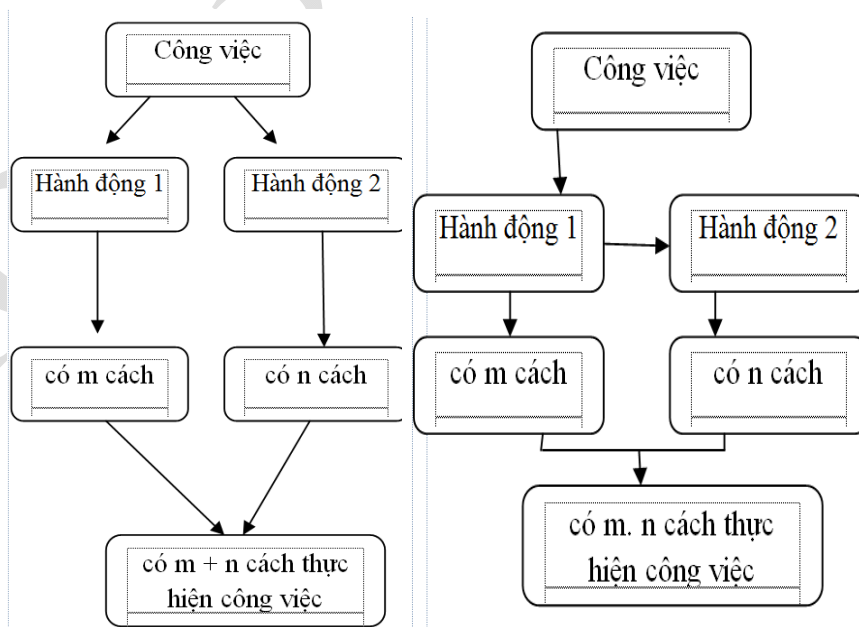 Công việc
Hành động 1
Hành động 2
có m cách
có n cách
có m + n cách thực
hiện công việc
Công việc
Hành động 1
Hành động 2
có m cách
có n cách
có m. n cách thực
hiện công việc